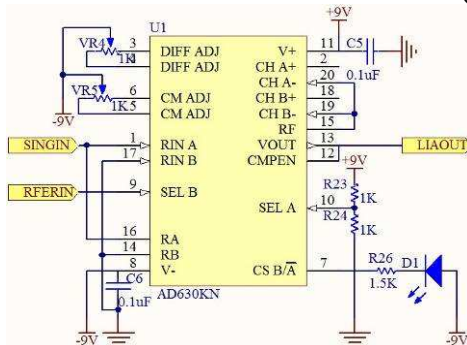 U1
+9V
VR4
3
DIFF ADJ
V+
11
C5
1K
4
DIFF ADJ
CH A+
2
0.1uF
CH A-
20
VR5
6
CM ADJ
CH B+
18
1K
5
CM ADJ
CH B-
19
-9V
RF
15
SINGIN
1
RIN A
VOUT
13
LIAOUT
17
RIN B
CMPEN
12
+9V
RFERIN
9
SEL B
R23
1K
SEL A
10
R24
1K
16
RA
14
RB
8
V-
CS B/A
7
R26
D1
C6
1.5K
0.1uF
AD630KN
-9V
-9V